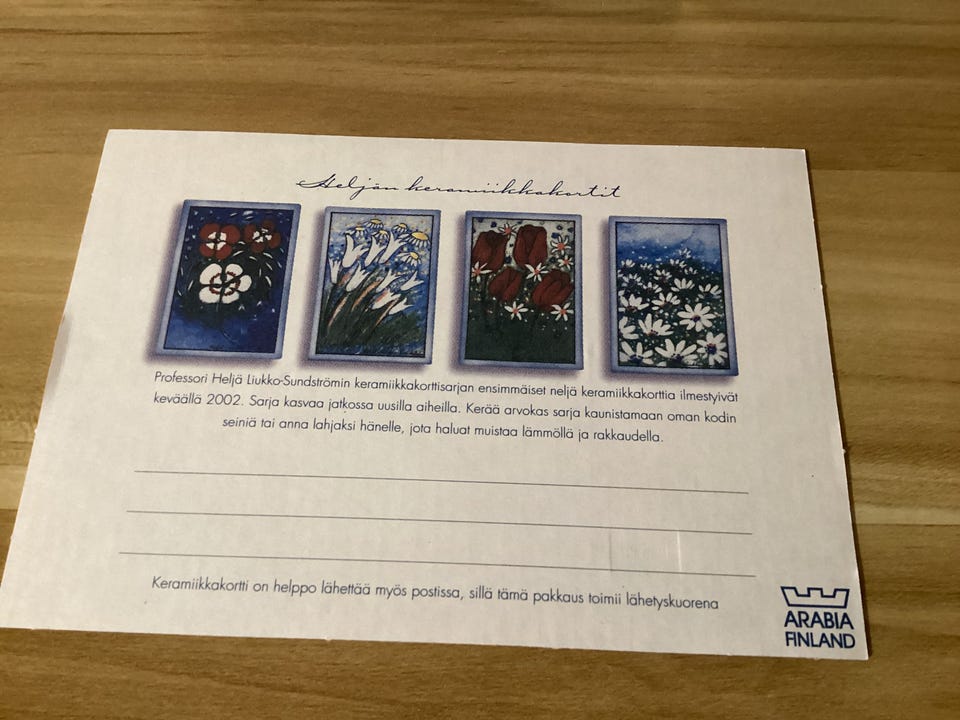 Heljän keramiikkakortit
Professori Heljä Liukko-Sundströmin keramiikkakorttisarjan ensimmäiset neljä keramiikkakorttia ilmestyivät
keväällä 2002. Sarja kasvaa jatkossa uusilla aiheilla. Kerää arvokas sarja kaunistamaan oman kodin
seiniä tai anna lahjaksi hänelle, jota haluat muistaa lämmöllä ja rakkaudella.
Keramiikkakortti on helppo lähettää myös postissa, sillä tämä pakkaus toimii lähetyskuorena
ARABIA
FINLAND